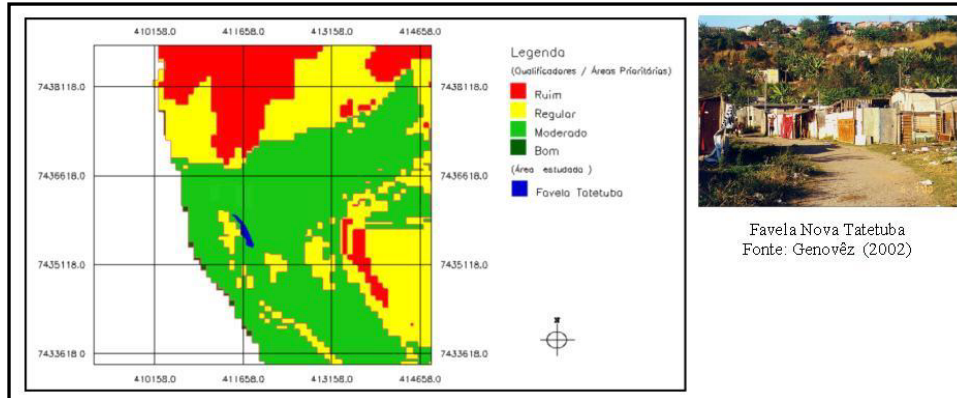 410158.0 411658.0 413158.0 414658.0
7438118.0 7438118.0
7436618.0 7436618.0
7435118.0 7435118.0
7433618.0 7433618.0
410158.0 411658.0 413158.0 414658.0
Legenda
(Qualificadores / Áreas Prioritárias)
Ruim
Regular
Moderado
Bom
(Área estudada )
Favela Tatetuba
N
Favela Nova Tatetuba
Fonte: Genovêz (2002)